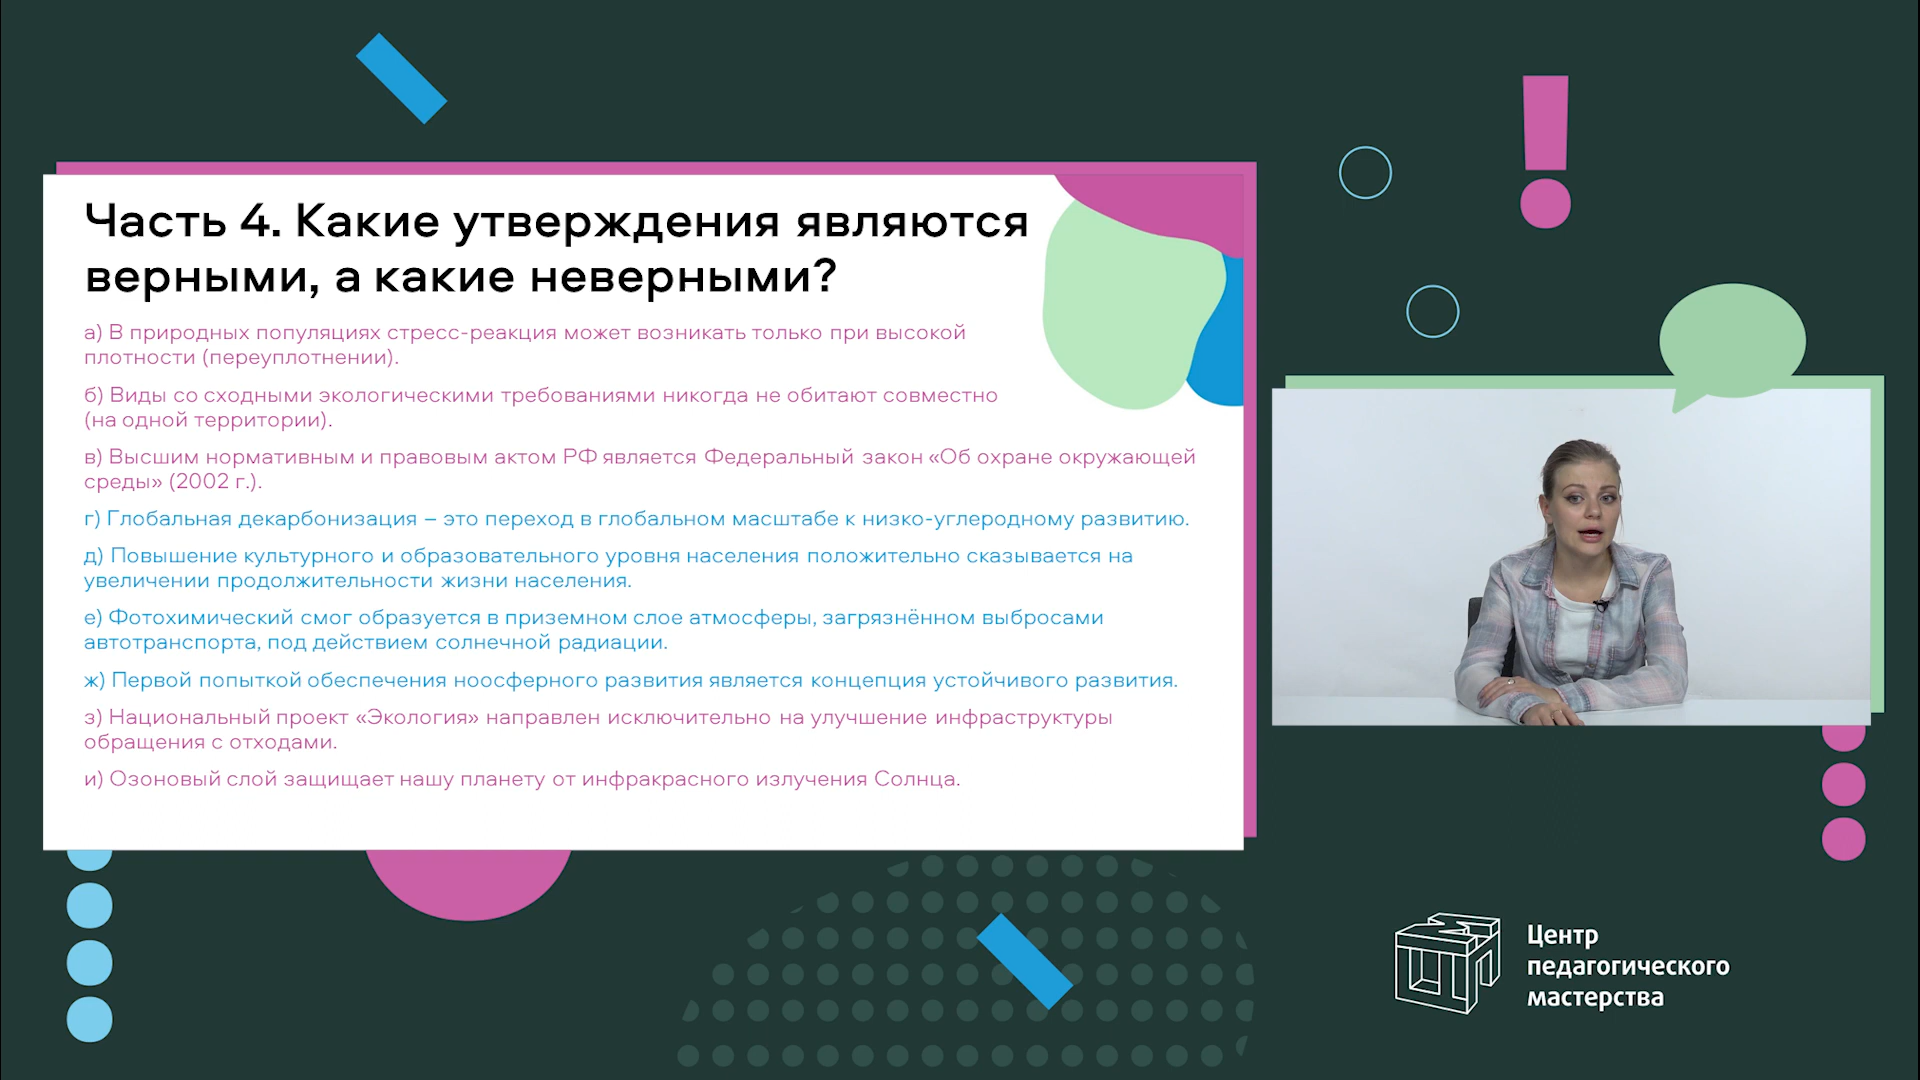 Часть 4. Какие утверждения являются
верными, а какие неверными?
а) В природных популяциях стресс-реакция может возникать только при высокой
плотности (переуплотнении).
б) Виды со сходными экологическими требованиями никогда не обитают совместно
(на одной территории).
в) Высшим нормативным и правовым актом РФ является Федеральный закон «Об охране окружающей
среды» (2002 г.).
г) Глобальная декарбонизация – это переход в глобальном масштабе к низко-углеродному развитию.
д) Повышение культурного и образовательного уровня населения положительно сказывается на
увеличении продолжительности жизни населения.
е) Фотохимический смог образуется в приземном слое атмосферы, загрязнённом выбросами
автотранспорта, под действием солнечной радиации.
ж) Первой попыткой обеспечения ноосферного развития является концепция устойчивого развития.
з) Национальный проект «Экология» направлен исключительно на улучшение инфраструктуры
обращения с отходами.
и) Озоновый слой защищает нашу планету от инфракрасного излучения Солнца.
Центр
педагогического
мастерства